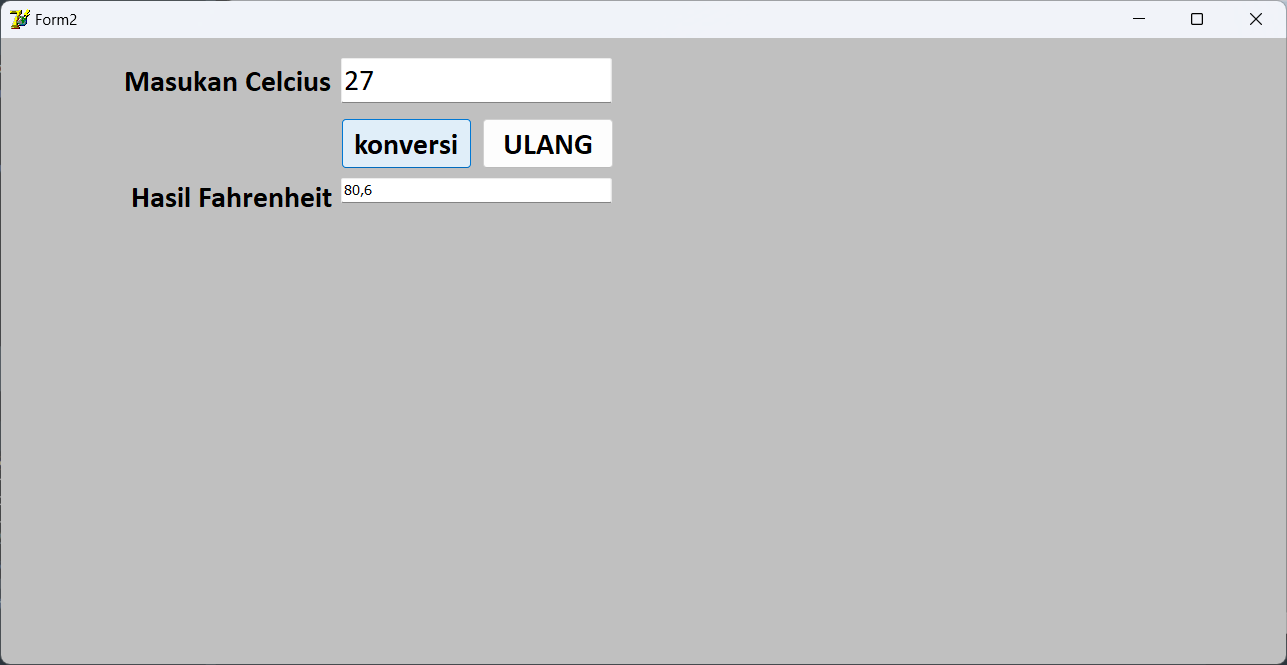 Form2
Masukan Celcius 27
konversi ULANG
Hasil Fahrenheit 80,6